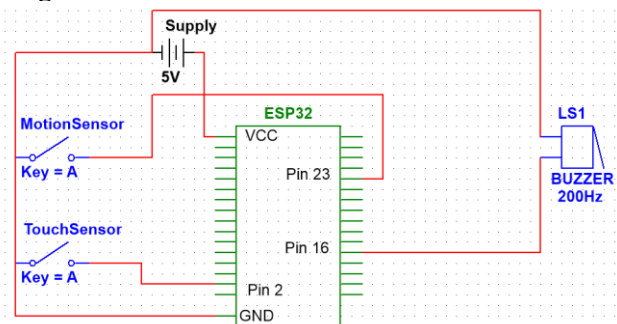 Supply
5V
ESP32
LS1
MotionSensor
VCC
Key = A
Pin 23
BUZZER
200Hz
TouchSensor
Pin 16
Key = A
Pin 2
GND